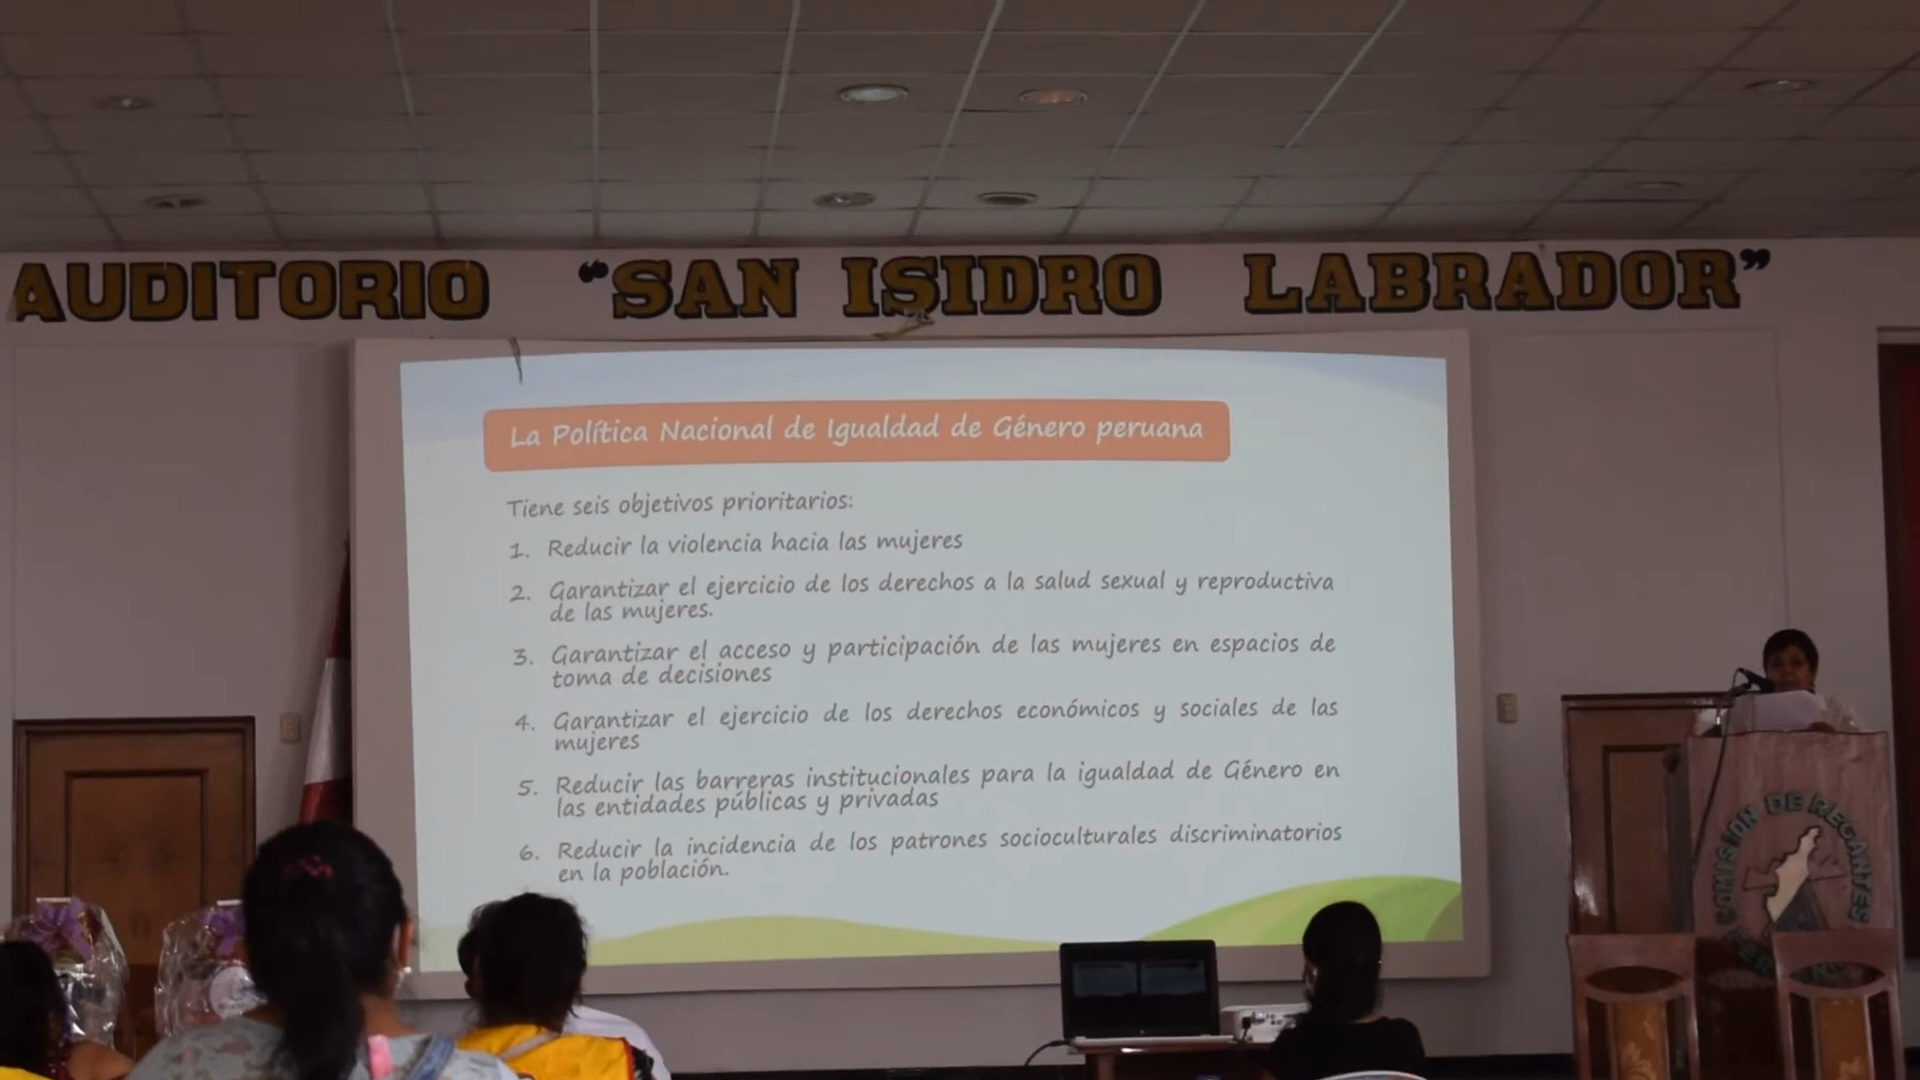 AUDITORIO “SAN ISIDRO LABRADOR”
La Política Nacional de Igualdad de Género peruana
Tiene seis objetivos prioritarios:
1. Reducir la violencia hacia las mujeres
2. Garantizar el ejercicio de los derechos a la salud sexual y reproductiva
de las mujeres.
3. Garantizar el acceso y participación de las mujeres en espacios de
toma de decisiones
4. Garantizar el ejercicio de los derechos económicos y sociales de las
mujeres
5. Reducir las barreras institucionales para la igualdad de Género en
las entidades públicas y privadas
6. Reducir la incidencia de los patrones socioculturales discriminatorios
en la población.
COMISION DE REGANTES